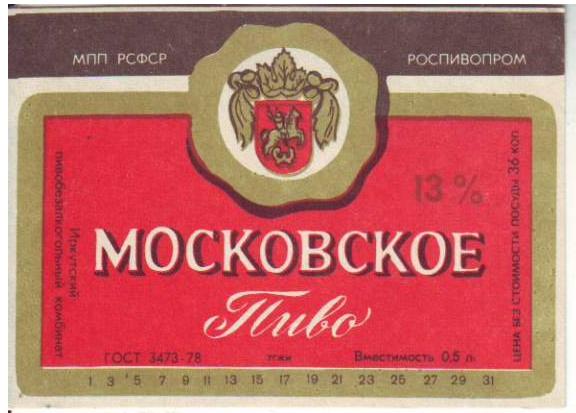 МПП РСФСР
РОСПИВОПРОМ
13%
Иркутский
пивобезалкогольный комбинат
МОСКОВСКОЕ
Пиво
ЦЕНА БЕЗ СТОИМОСТИ ПОСУДЫ 36 коп
ГОСТ 3473-78
тгжи
Вместимость 0,5 л.
1 3 5 7 9 11 13 15 17 19 21 23 25 27 29 31